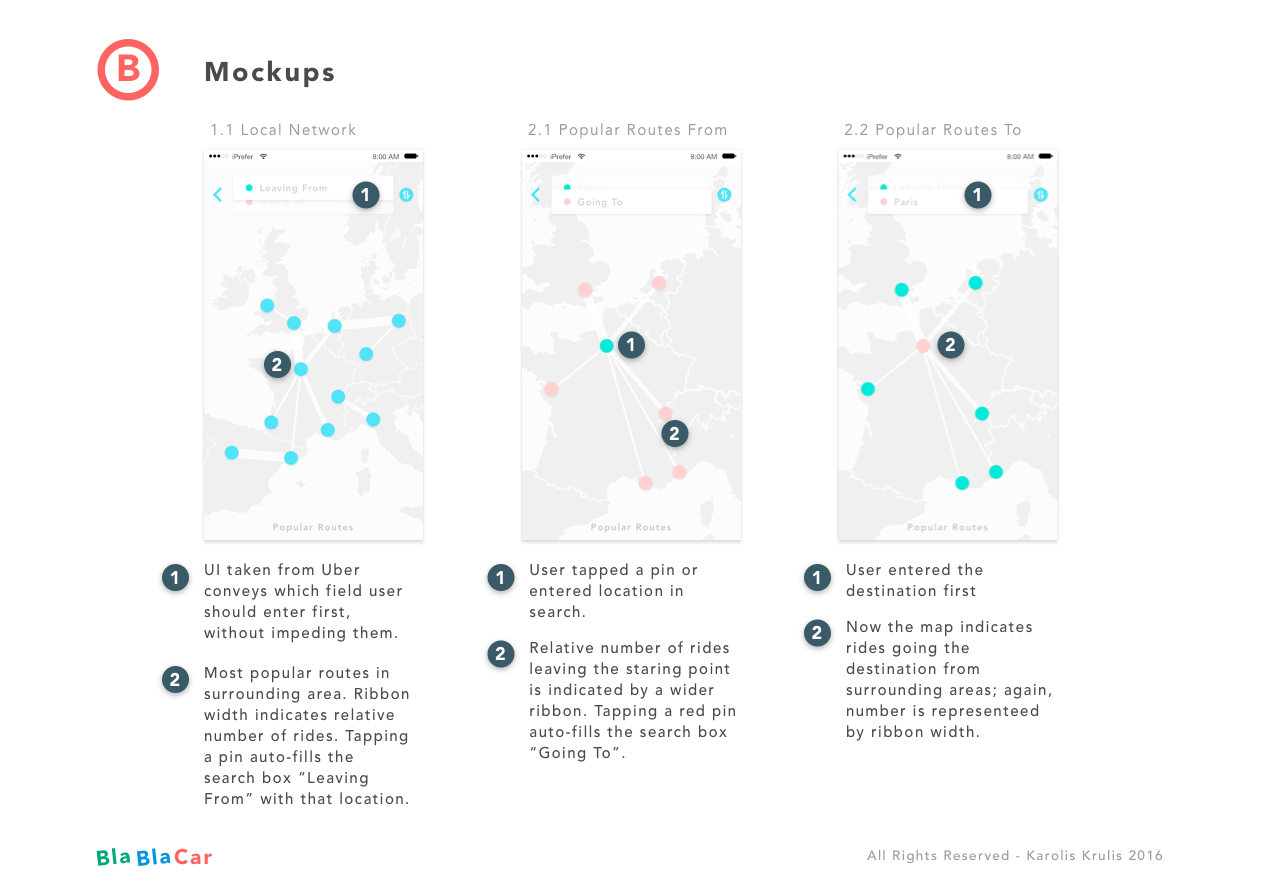 B
Mockups
1.1 Local Network
iPrefer
8:00 AM
Leaving From
Going To
1
2
Popular Routes
2.1 Popular Routes From
iPrefer
8:00 AM
Paris
Going To
1
2
Popular Routes
2.2 Popular Routes To
iPrefer
8:00 AM
Leaving From
Paris
1
2
Popular Routes
1
UI taken from Uber
conveys which field user
should enter first,
without impeding them.
2
Most popular routes in
surrounding area. Ribbon
width indicates relative
number of rides. Tapping
a pin auto-fills the
search box “Leaving
From” with that location.
1
User tapped a pin or
entered location in
search.
2
Relative number of rides
leaving the staring point
is indicated by a wider
ribbon. Tapping a red pin
auto-fills the search box
“Going To”.
1
User entered the
destination first
2
Now the map indicates
rides going the
destination from
surrounding areas; again,
number is representeed
by ribbon width.
BlaBlaCar
All Rights Reserved - Karolis Krulis 2016